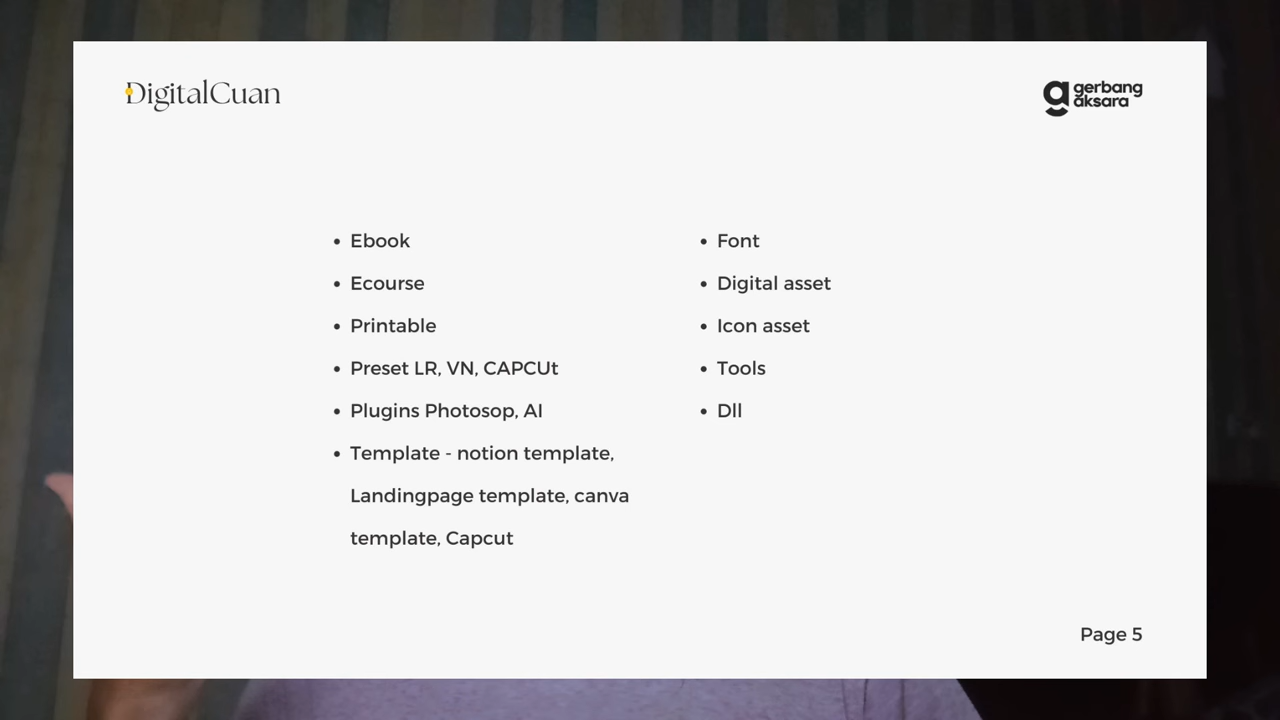 DigitalCuan
gerbang
aksara
• Ebook
• Ecourse
• Printable
• Preset LR, VN, CAPCUt
• Plugins Photosop, AI
• Template - notion template,
Landingpage template, canva
template, Capcut
• Font
• Digital asset
• Icon asset
• Tools
• Dll
Page 5